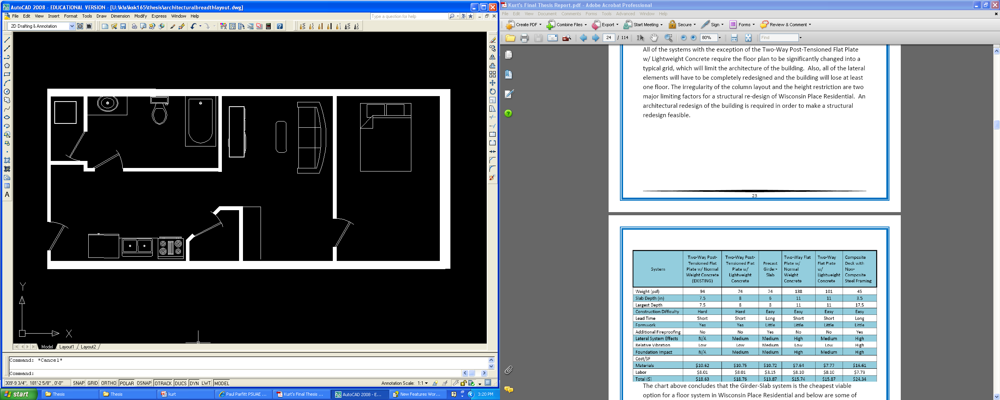 AutoCAD 2008 - EDUCATIONAL VERSION - [U:\k\s\ksk165\thesis\architecturalbreadthlayout.dwg]
File Edit View Insert Format Tools Draw Dimension Modify Express Window Help
Type a question for help
2D Drafting & Annotation
A
Y
X
Model Layout1 Layout2
Command: *Cancel*
Command:
309'-9 3/4", 181'-2 5/8" , 0'-0" SNAP GRID ORTHO POLAR OSNAP OTRACK DUCS DYN LWT MODEL
Annotation Scale: 1:1
start Thesis Thesis kurt Paul Parfitt PSUAE ... Kurt's Final Thesis ... AutoCAD 2008 - E... New Features Wor... 3:20 PM
Kurt's Final Thesis Report.pdf - Adobe Acrobat Professional
File Edit View Document Comments Forms Tools Advanced Window Help
Create PDF Combine Files Export Start Meeting Secure Sign Forms Review & Comment
24 / 114 80% Find
All of the systems with the exception of the Two-Way Post-Tensioned Flat Plate
w/ Lightweight Concrete require the floor plan to be significantly changed into a
typical grid, which will limit the architecture of the building. Also, all of the lateral
elements will have to be completely redesigned and the building will lose at least
one floor. The irregularity of the column layout and the height restriction are two
major limiting factors for a structural re-design of Wisconsin Place Residential. An
architectural redesign of the building is required in order to make a structural
redesign feasible.
23
System
Two-Way Post-
Tensioned Flat
Plate w/ Normal
Weight Concrete
(EXISTING)
Two-Way Post-
Tensioned Flat
Plate w/
Lightweight
Concrete
Precast
Girder-
Slab
Two-Way Flat
Plate w/
Normal
Weight
Concrete
Two-Way
Flat Plate
w/
Lightweight
Concrete
Composite
Deck with
Non-
Composite
Steel Framing
Weight (psf) 94 74 74 138 101 45
Slab Depth (in) 7.5 8 6 11 11 3.5
Largest Depth 7.5 8 8 11 11 17.5
Construction Difficulty Hard Hard Easy Easy Easy Easy
Lead Time Short Short Long Short Short Long
Formwork Yes Yes Little Little Little Little
Additional Fireproofing No No Yes No No Yes
Lateral System Effects N/A Medium Medium High Medium High
Relative Vibration Low Low Medium Low Low High
Foundation Impact N/A Medium Medium High Medium High
Cost/SF
Materials $10.62 $10.75 $10.72 $7.64 $7.77 $16.61
Labor $8.01 $8.01 $3.15 $8.10 $8.10 $7.73
Total ($) $18.63 $18.76 $13.87 $15.74 $15.87 $24.34
The chart above concludes that the Girder-Slab system is the cheapest viable
option for a floor system in Wisconsin Place Residential and below are some of